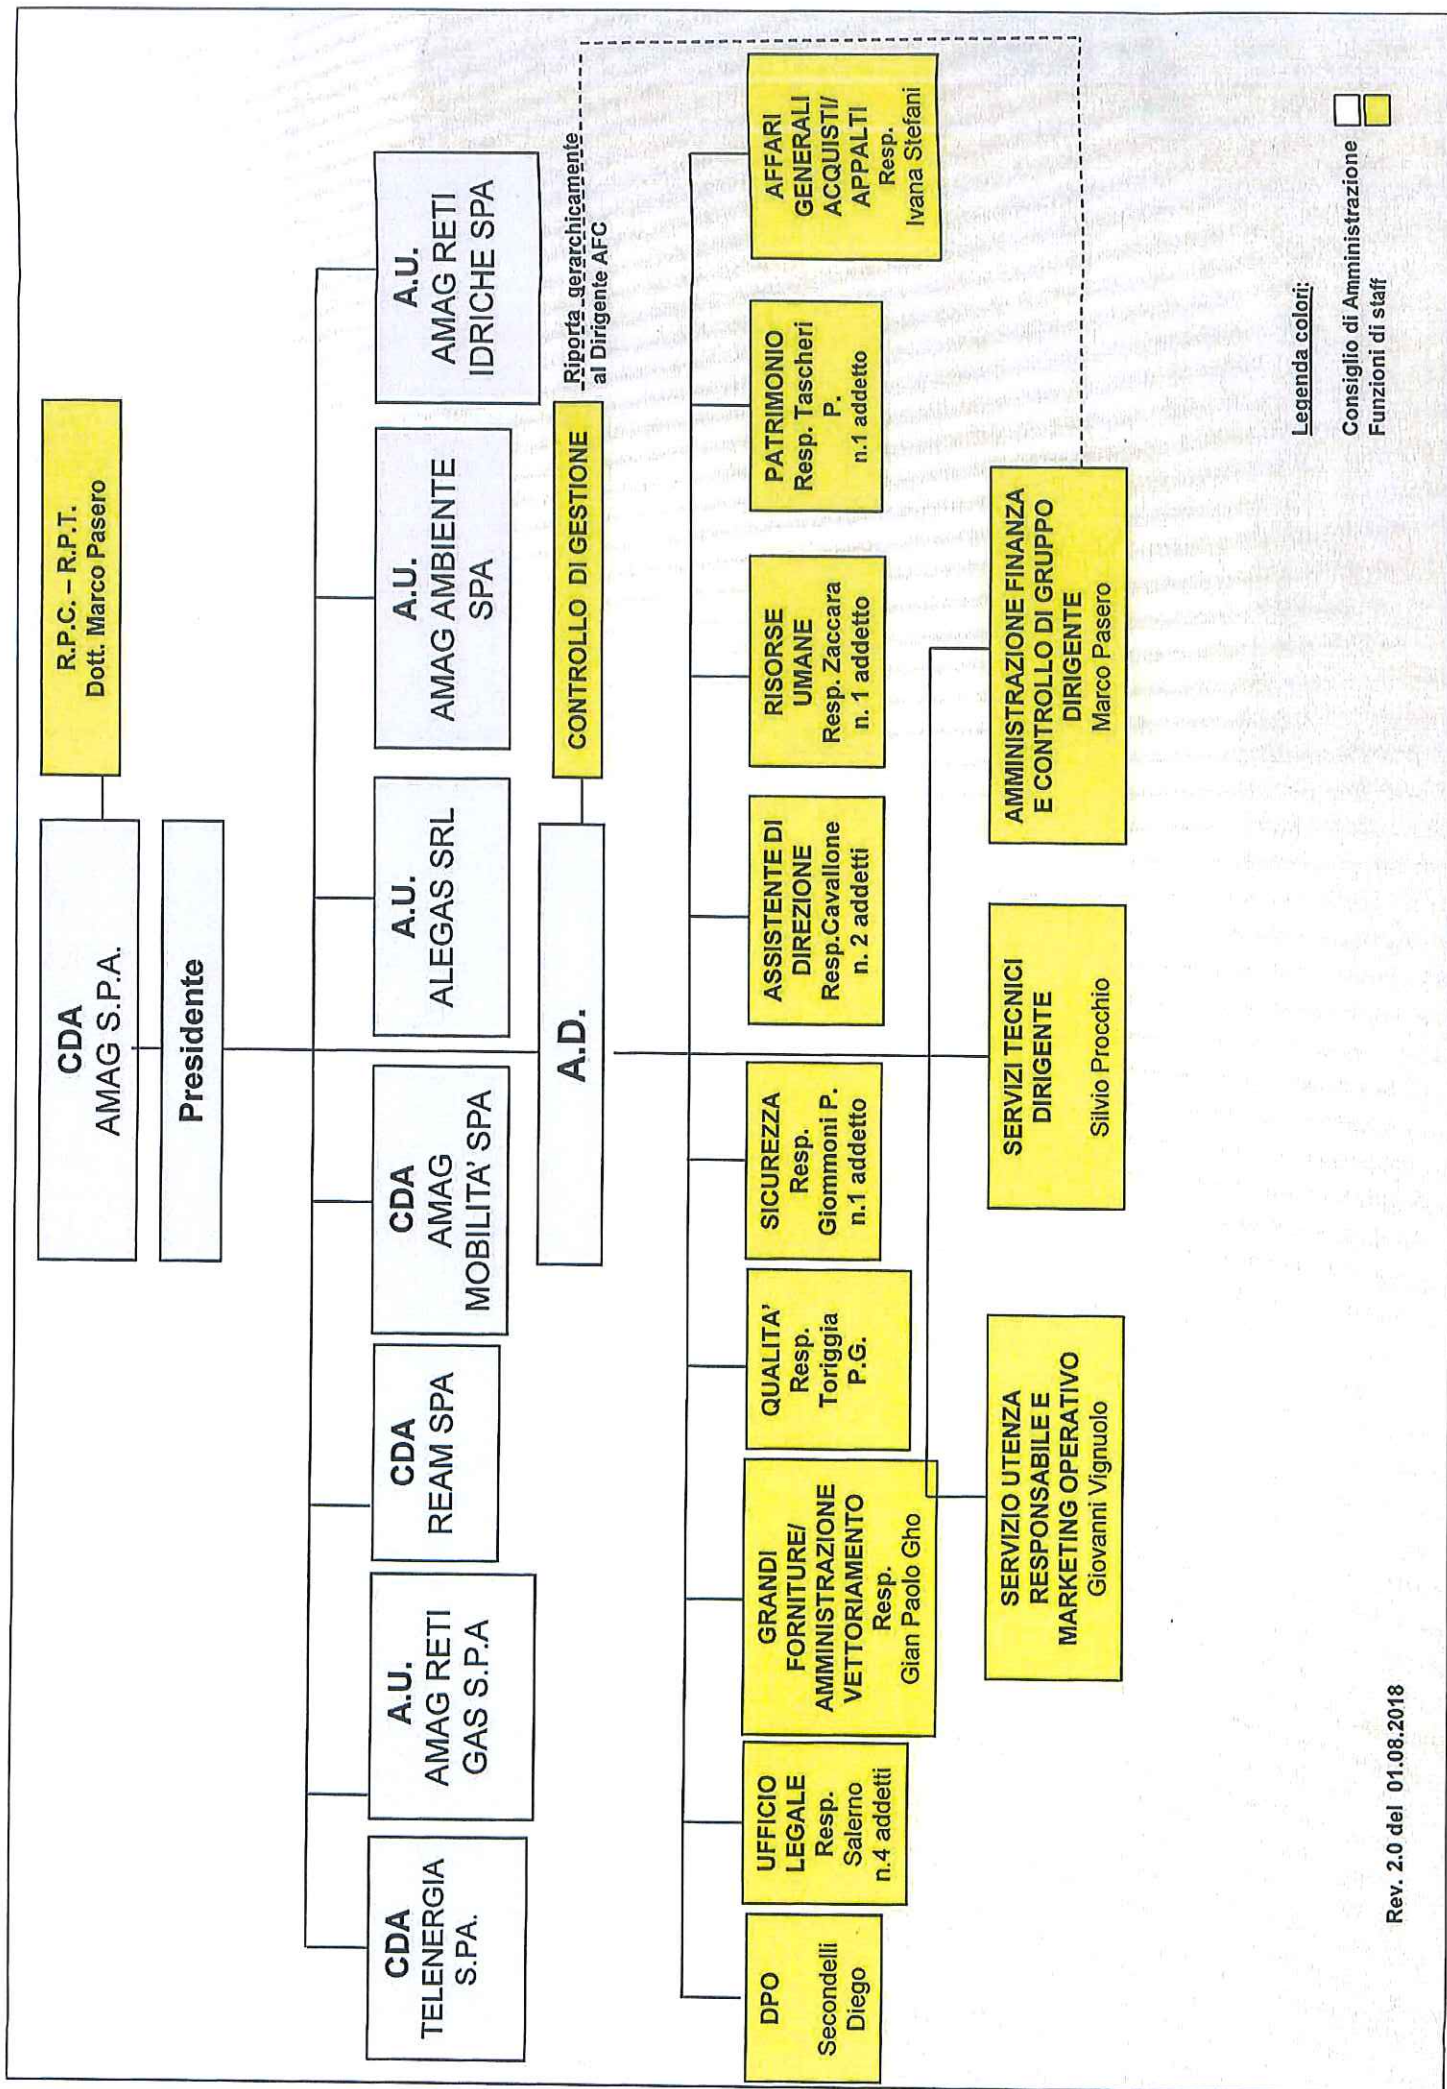 R.P.C. – R.P.T.
Dott. Marco Pasero
CDA
AMAG S.P.A.
Presidente
CDA
TELENERGIA
S.PA.
A.U.
AMAG RETI
GAS S.P.A
CDA
REAM SPA
CDA
AMAG
MOBILITA' SPA
A.U.
ALEGAS SRL
A.U.
AMAG AMBIENTE
SPA
A.U.
AMAG RETI
IDRICHE SPA
A.D.
CONTROLLO DI GESTIONE
Riporta gerarchicamente
al Dirigente AFC
DPO
Secondelli
Diego
UFFICIO
LEGALE
Resp.
Salerno
n.4 addetti
GRANDI
FORNITURE/
AMMINISTRAZIONE
VETTORIAMENTO
Resp.
Gian Paolo Gho
QUALITA'
Resp.
Toriggia
P.G.
SICUREZZA
Resp.
Giommoni P.
n.1 addetto
ASSISTENTE DI
DIREZIONE
Resp.Cavallone
n. 2 addetti
RISORSE
UMANE
Resp. Zaccara
n. 1 addetto
PATRIMONIO
Resp. Tascheri
P.
n.1 addetto
AFFARI
GENERALI
ACQUISTI/
APPALTI
Resp.
Ivana Stefani
SERVIZIO UTENZA
RESPONSABILE E
MARKETING OPERATIVO
Giovanni Vignuolo
SERVIZI TECNICI
DIRIGENTE
Silvio Procchio
AMMINISTRAZIONE FINANZA
E CONTROLLO DI GRUPPO
DIRIGENTE
Marco Pasero
Legenda colori:
Consiglio di Amministrazione
Funzioni di staff
Rev. 2.0 del 01.08.2018